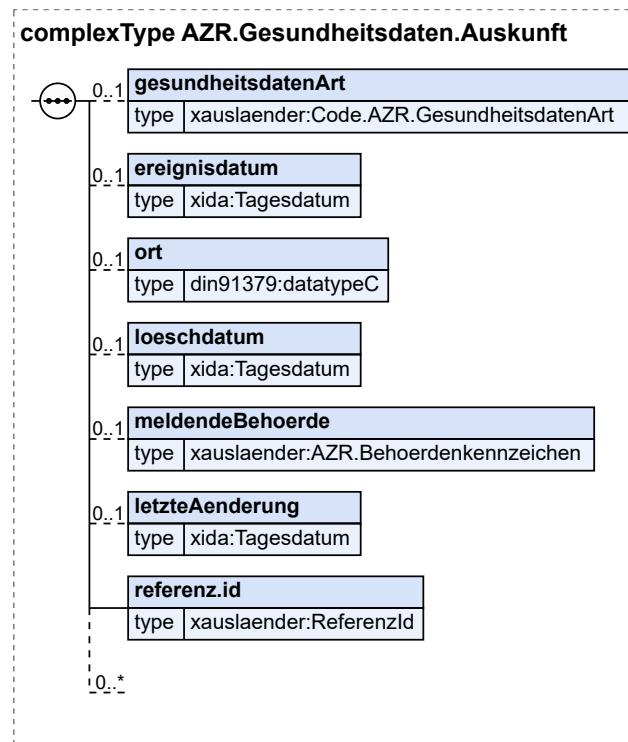 complexType AZR.Gesundheitsdaten.Auskunft
0..1 gesundheitsdatenArt
type xauslaender:Code.AZR.GesundheitsdatenArt
0..1 ereignisdatum
type xida:Tagesdatum
0..1 ort
type din91379:datatypeC
0..1 loeschdatum
type xida:Tagesdatum
0..1 meldendeBehoerde
type xauslaender:AZR.Behoerdenkennzeichen
0..1 letzteAenderung
type xida:Tagesdatum
referenz.id
type xauslaender:ReferenzId
0..*